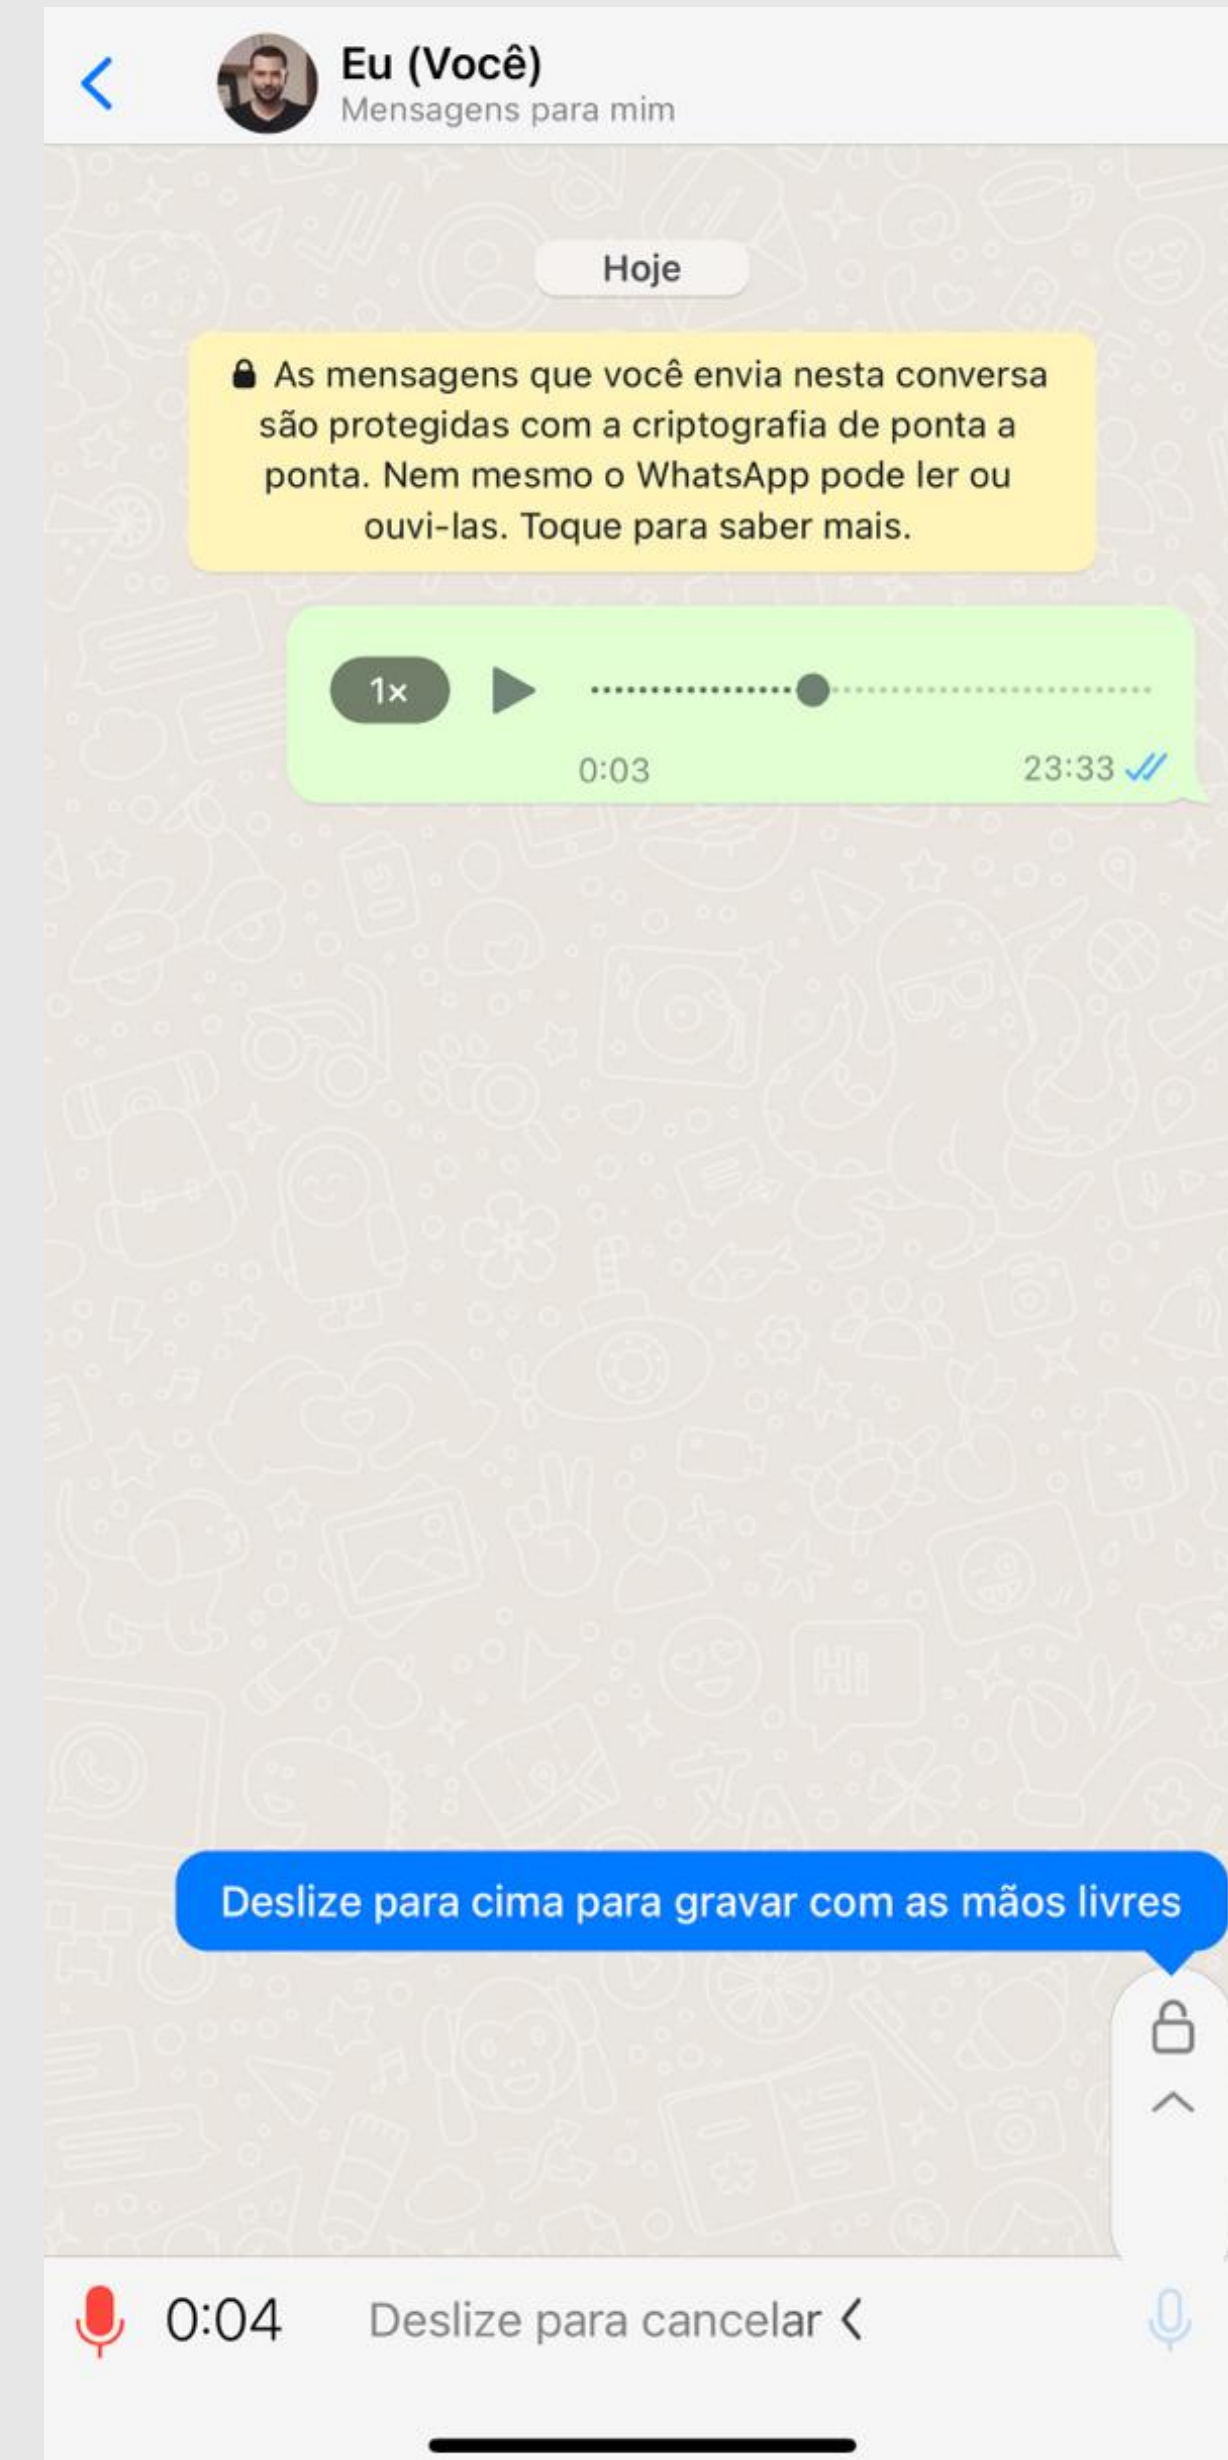 Eu (Você)
Mensagens para mim
Hoje
As mensagens que você envia nesta conversa
são protegidas com a criptografia de ponta a
ponta. Nem mesmo o WhatsApp pode ler ou
ouvi-las. Toque para saber mais.
1×
0:03
23:33
Hi
Deslize para cima para gravar com as mãos livres
0:04
Deslize para cancelar